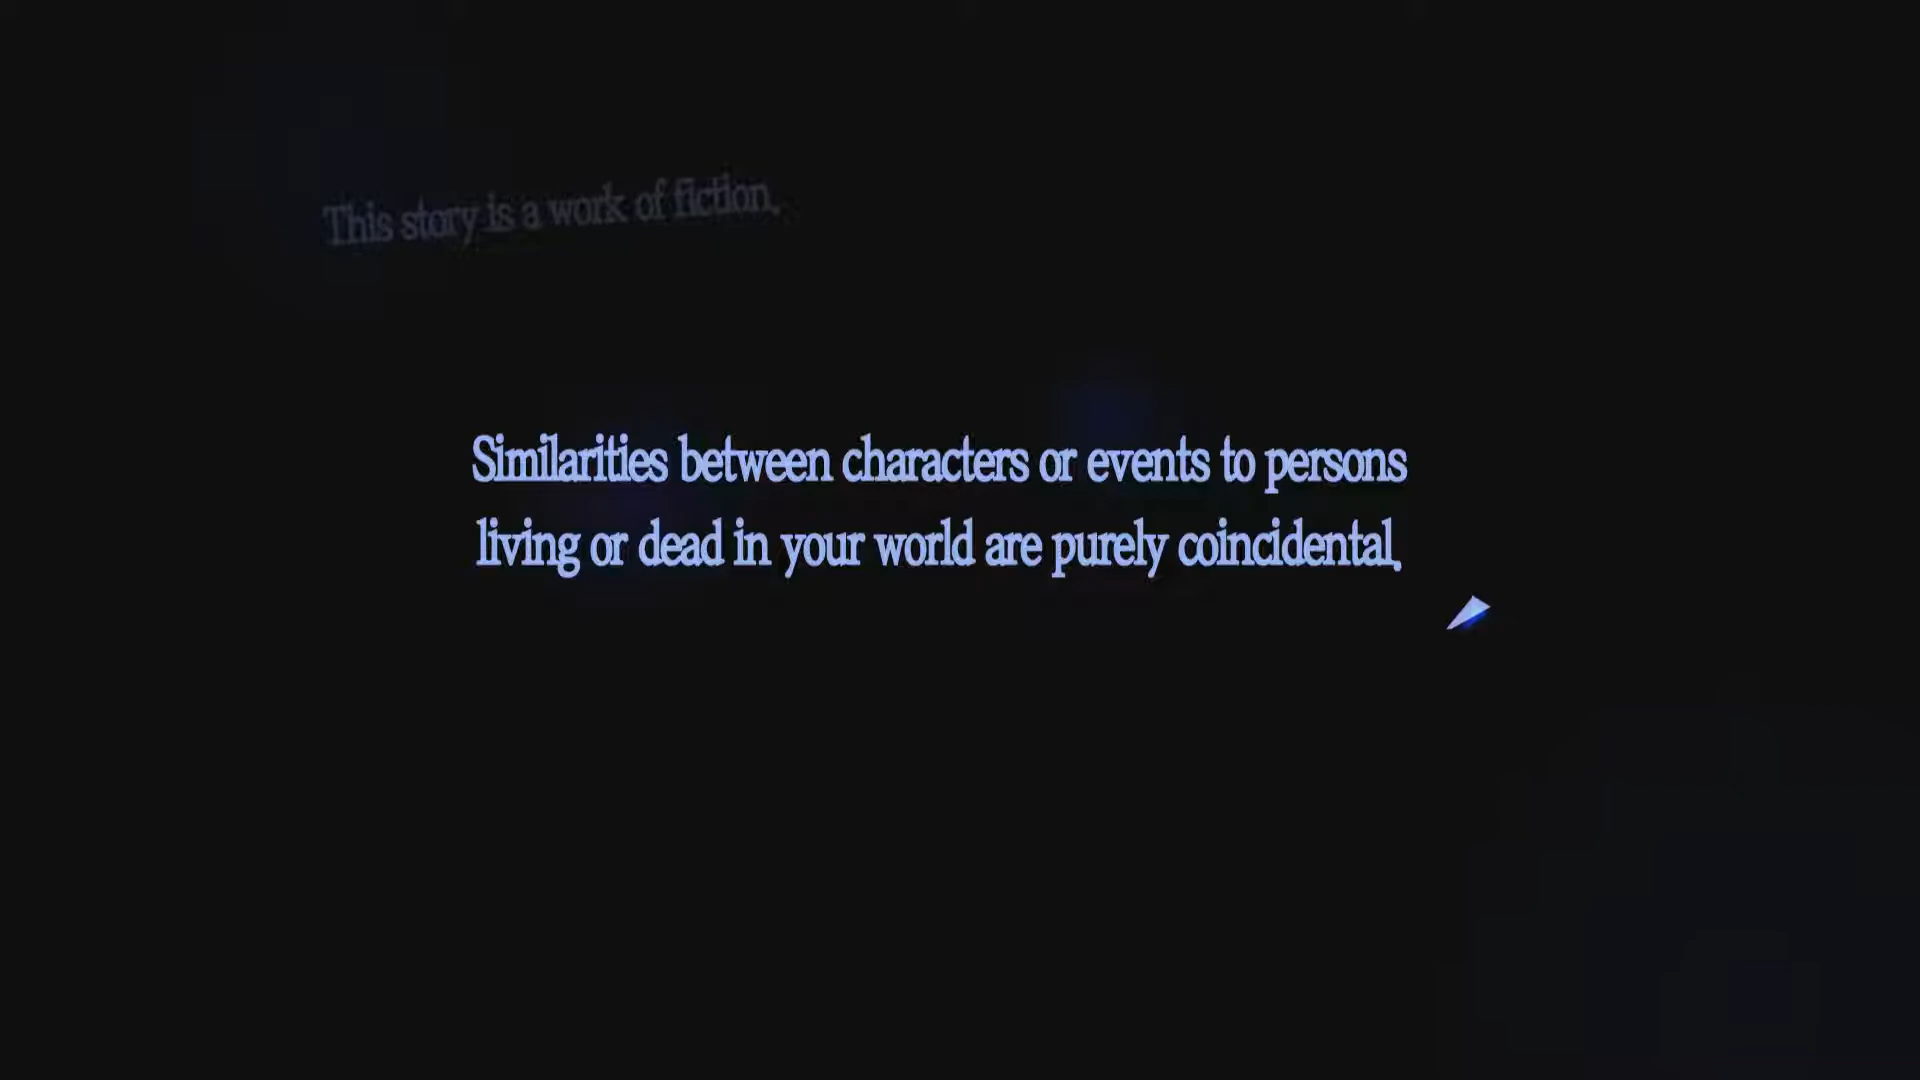 This story is a work of fiction.
Similarities between characters or events to persons
living or dead in your world are purely coincidental.